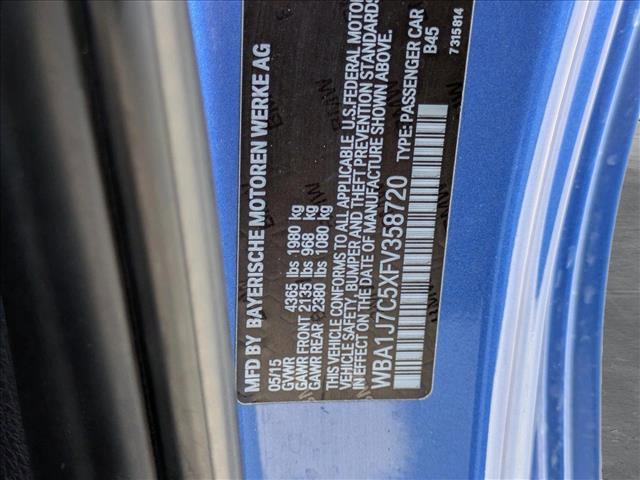 MFD BY BAYERISCHE MOTOREN WERKE AG
05/15
GVWR 4365 lbs 1980 kg
GAWR FRONT 2135 lbs 968 kg
GAWR REAR 2380 lbs 1080 kg
THIS VEHICLE CONFORMS TO ALL APPLICABLE U.S.FEDERAL MOTOR
VEHICLE SAFETY, BUMPER AND THEFT PREVENTION STANDARDS
IN EFFECT ON THE DATE OF MANUFACTURE SHOWN ABOVE.
WBA1J7C5XFV358720 TYPE: PASSENGER CAR
B45
7315814